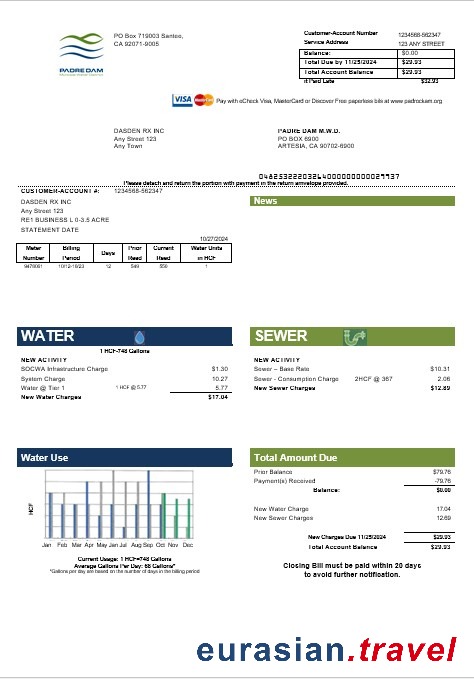 PO Box 719003 Santee,
CA 92071-9005
PADRE DAM
Customer-Account Number 1234568-562347
Service Address 123 ANY STREET
Balance: $0.00
Total Due by 11/25/2024 $29.93
Total Account Balance $29.93
if Paid Late $32.93
VISA MasterCard Pay with eCheck Visa, MasterCard or Discover Free paperless bils at www.padrockam.org
DASDEN RX INC
Any Street 123
Any Town
PADRE DAM M.W.D.
PO BOX 6900
ARTESIA, CA 90702-6900
Please detach and return the portion with payment in the return amvelope provided.
CUSTOMER-ACCOUNT #: 1234568-562347
DASDEN RX INC
Any Street 123
RE1 BUSINESS L 0-3.5 ACRE
STATEMENT DATE
10/27/2024
News
Meter Number Billing Period Days Prior Reed Current Reed Water Units in HCF
9478081 10/12-10/23 12 549 550 1
WATER
1 HCF-748 Gallons
NEW ACTIVITY
SOCWA Infrastructure Charge $1.30
System Charge 10.27
Water @ Tier 1 1 HCF @ 5.77 5.77
New Water Charges $17.04
SEWER
NEW ACTIVITY
Sewer – Base Rate $10.31
Sewer - Consumption Charge 2HCF @ 367 2.06
New Sewer Charges $12.89
Water Use
HCF
Jan Feb Mar Apr May Jan Jul Aug Sep Oct Nov Dec
Current Usage: 1 HCF=748 Gallons
Average Gallons Per Day: 68 Gallons*
*Gallons per day are based on the number of days in the billing period
Total Amount Due
Prior Balance $79.76
Payment(s) Received -79.76
Balance: $0.00
New Water Charge 17.04
New Sewer Charges 12.69
New Charges Due 11/25/2024 $29.93
Total Account Balance $29.93
Closing Bill must be paid within 20 days
to avoid further notification.
eurasian.travel